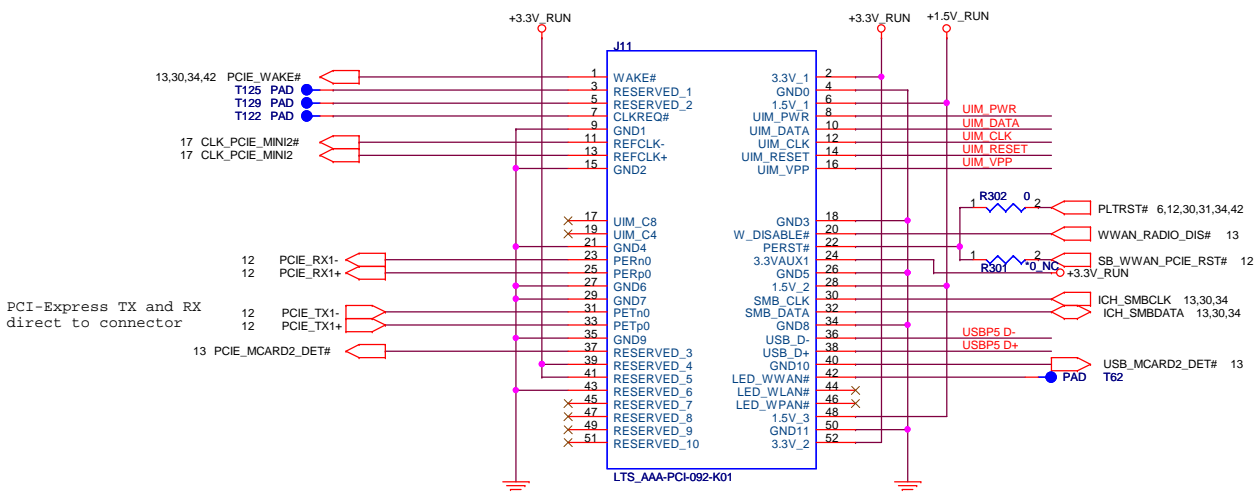 +3.3V_RUN +3.3V_RUN +1.5V_RUN
J11
13,30,34,42 PCIE_WAKE# 1 WAKE# 3.3V_1 2
T125 PAD 3 RESERVED_1 GND0 4
T129 PAD 5 RESERVED_2 1.5V_1 6
T122 PAD 7 CLKREQ# UIM_PWR 8 UIM_PWR
9 GND1 UIM_DATA 10 UIM_DATA
17 CLK_PCIE_MINI2# 11 REFCLK- UIM_CLK 12 UIM_CLK
17 CLK_PCIE_MINI2 13 REFCLK+ UIM_RESET 14 UIM_RESET
15 GND2 UIM_VPP 16 UIM_VPP
R302 0
1 2 PLTRST# 6,12,30,31,34,42
17 UIM_C8 GND3 18
19 UIM_C4 W_DISABLE# 20 WWAN_RADIO_DIS# 13
21 GND4 PERST# 22
12 PCIE_RX1- 23 PERn0 3.3VAUX1 24 1 2 SB_WWAN_PCIE_RST# 12
R301 *0_NC
12 PCIE_RX1+ 25 PERp0 GND5 26 +3.3V_RUN
27 GND6 1.5V_2 28
29 GND7 SMB_CLK 30 ICH_SMBCLK 13,30,34
PCI-Express TX and RX
direct to connector
12 PCIE_TX1- 31 PETn0 SMB_DATA 32 ICH_SMBDATA 13,30,34
12 PCIE_TX1+ 33 PETp0 GND8 34
35 GND9 USB_D- 36 USBP5 D-
13 PCIE_MCARD2_DET# 37 RESERVED_3 USB_D+ 38 USBP5 D+
39 RESERVED_4 GND10 40 USB_MCARD2_DET# 13
41 RESERVED_5 LED_WWAN# 42 PAD T62
43 RESERVED_6 LED_WLAN# 44
45 RESERVED_7 LED_WPAN# 46
47 RESERVED_8 1.5V_3 48
49 RESERVED_9 GND11 50
51 RESERVED_10 3.3V_2 52
LTS_AAA-PCI-092-K01